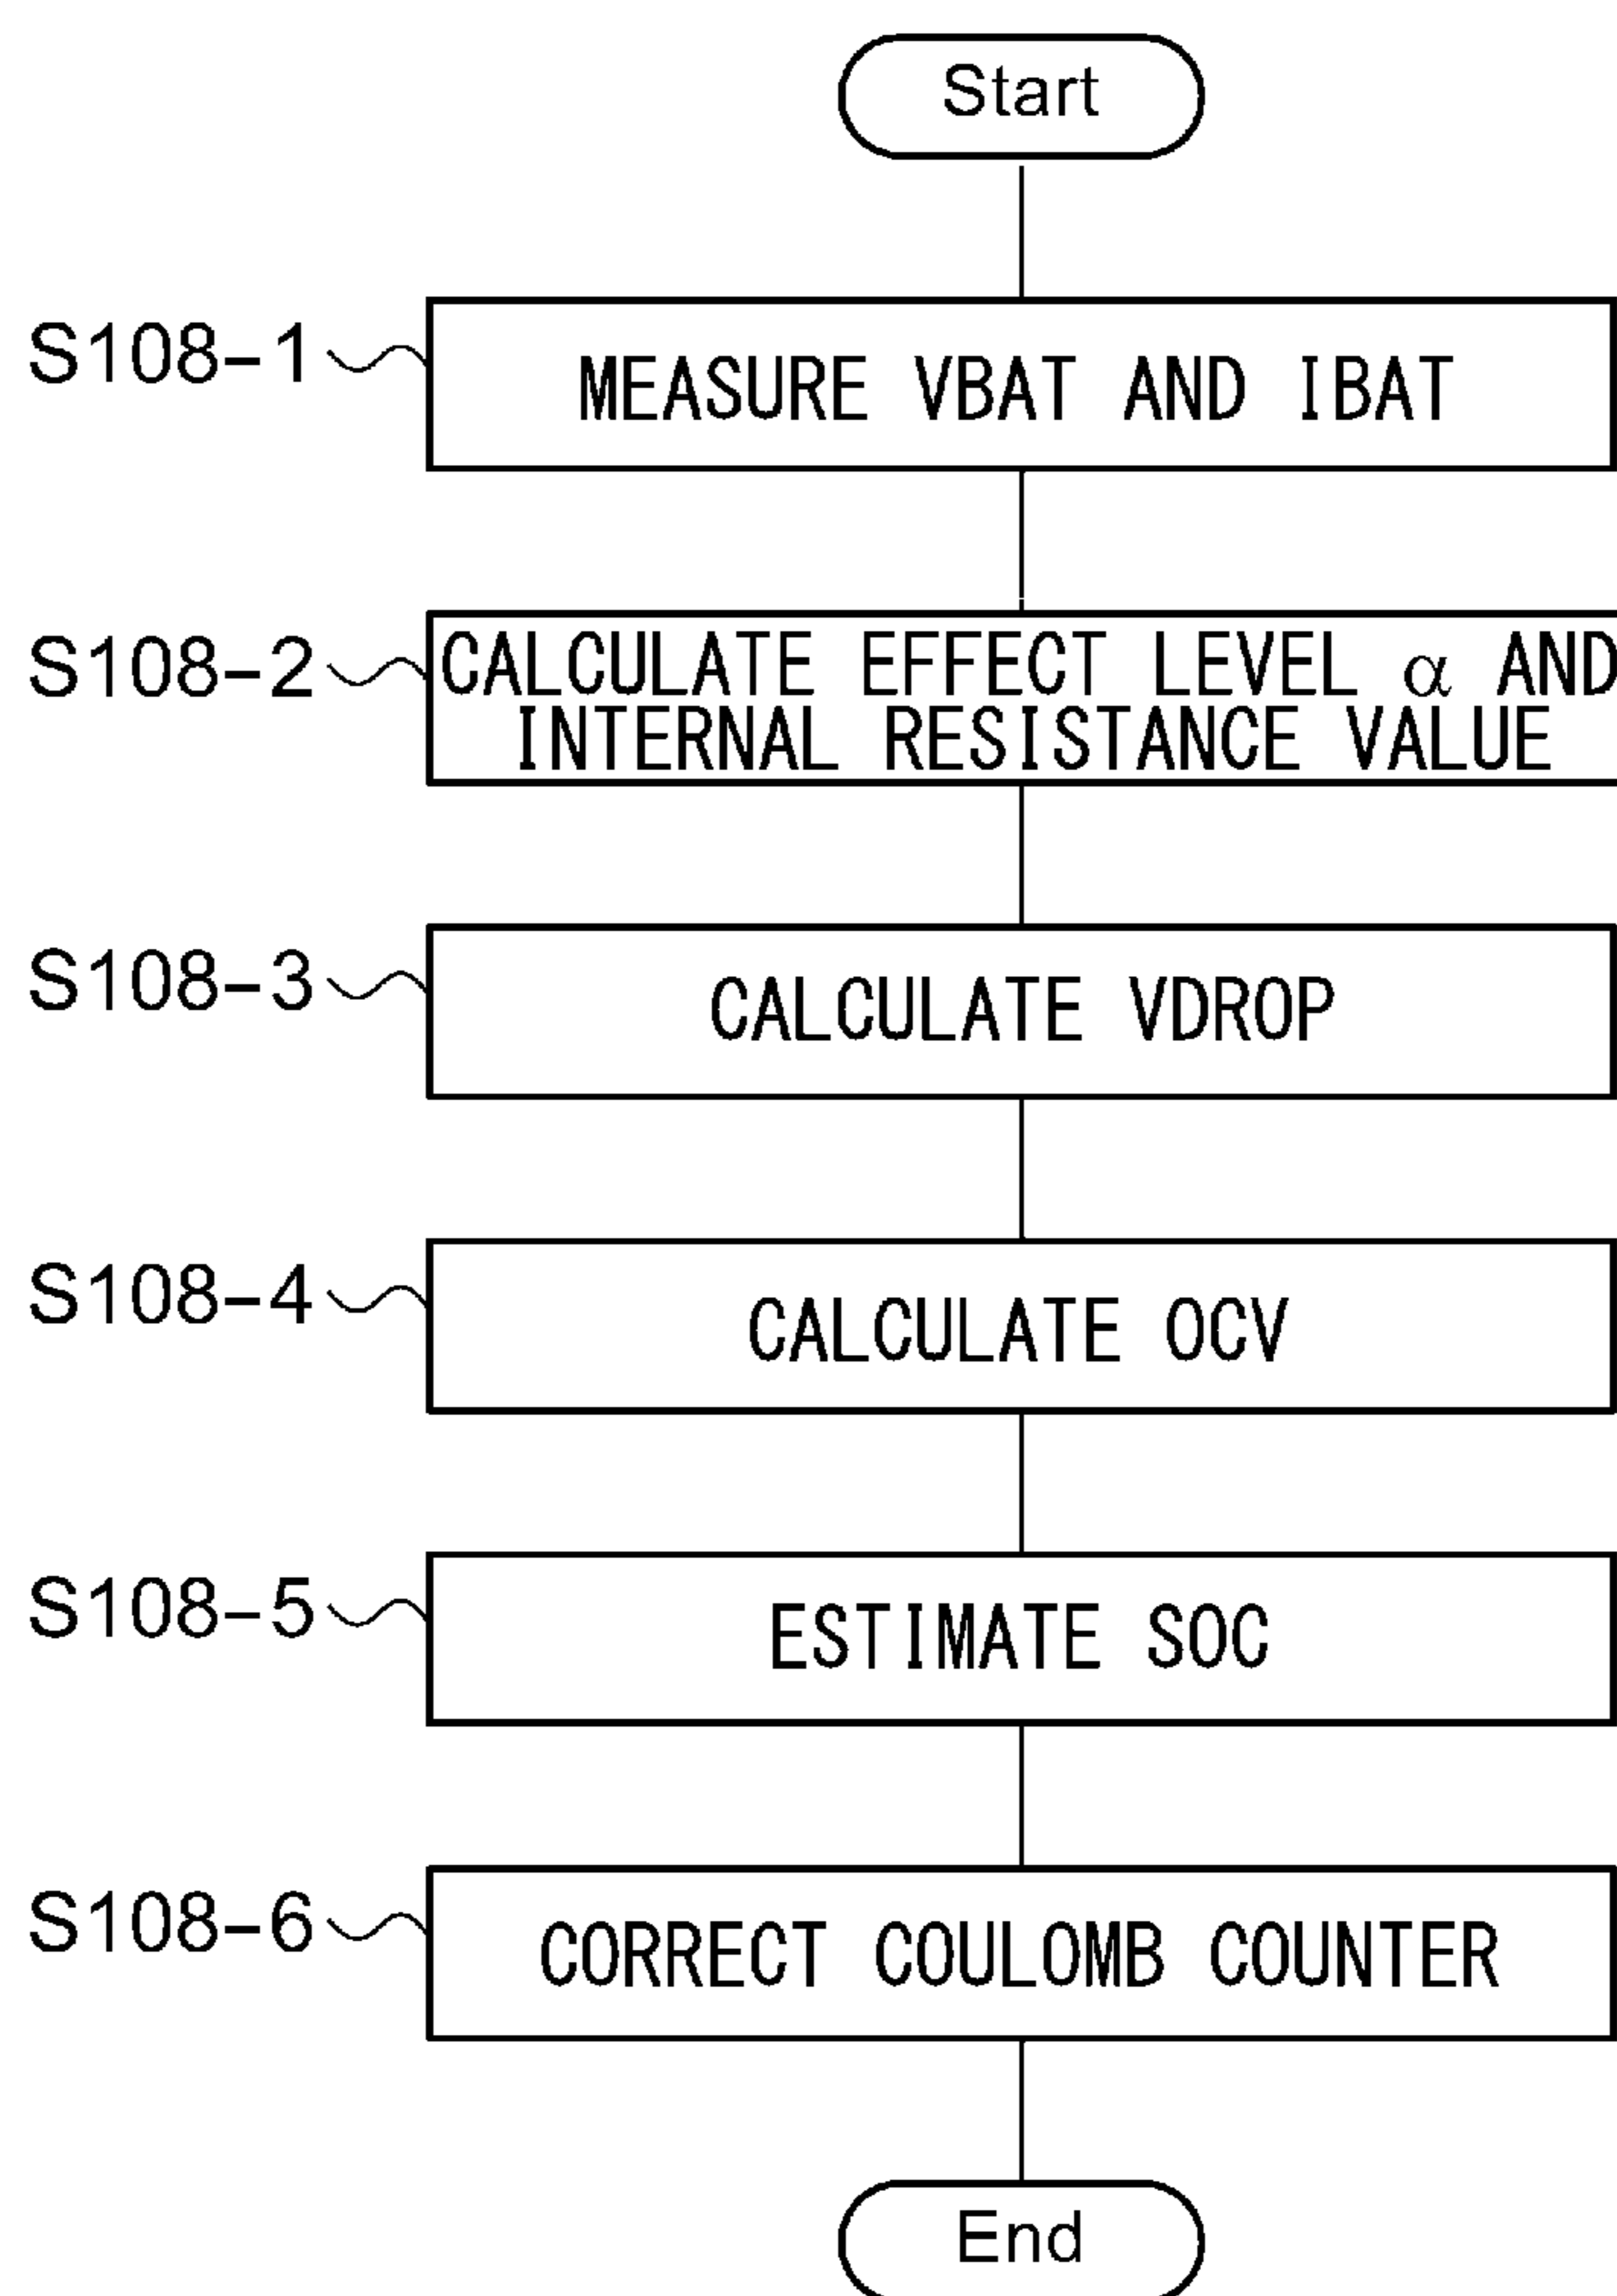 Start
S108-1
MEASURE VBAT AND IBAT
S108-2
CALCULATE EFFECT LEVEL α AND
INTERNAL RESISTANCE VALUE
S108-3
CALCULATE VDROP
S108-4
CALCULATE OCV
S108-5
ESTIMATE SOC
S108-6
CORRECT COULOMB COUNTER
End